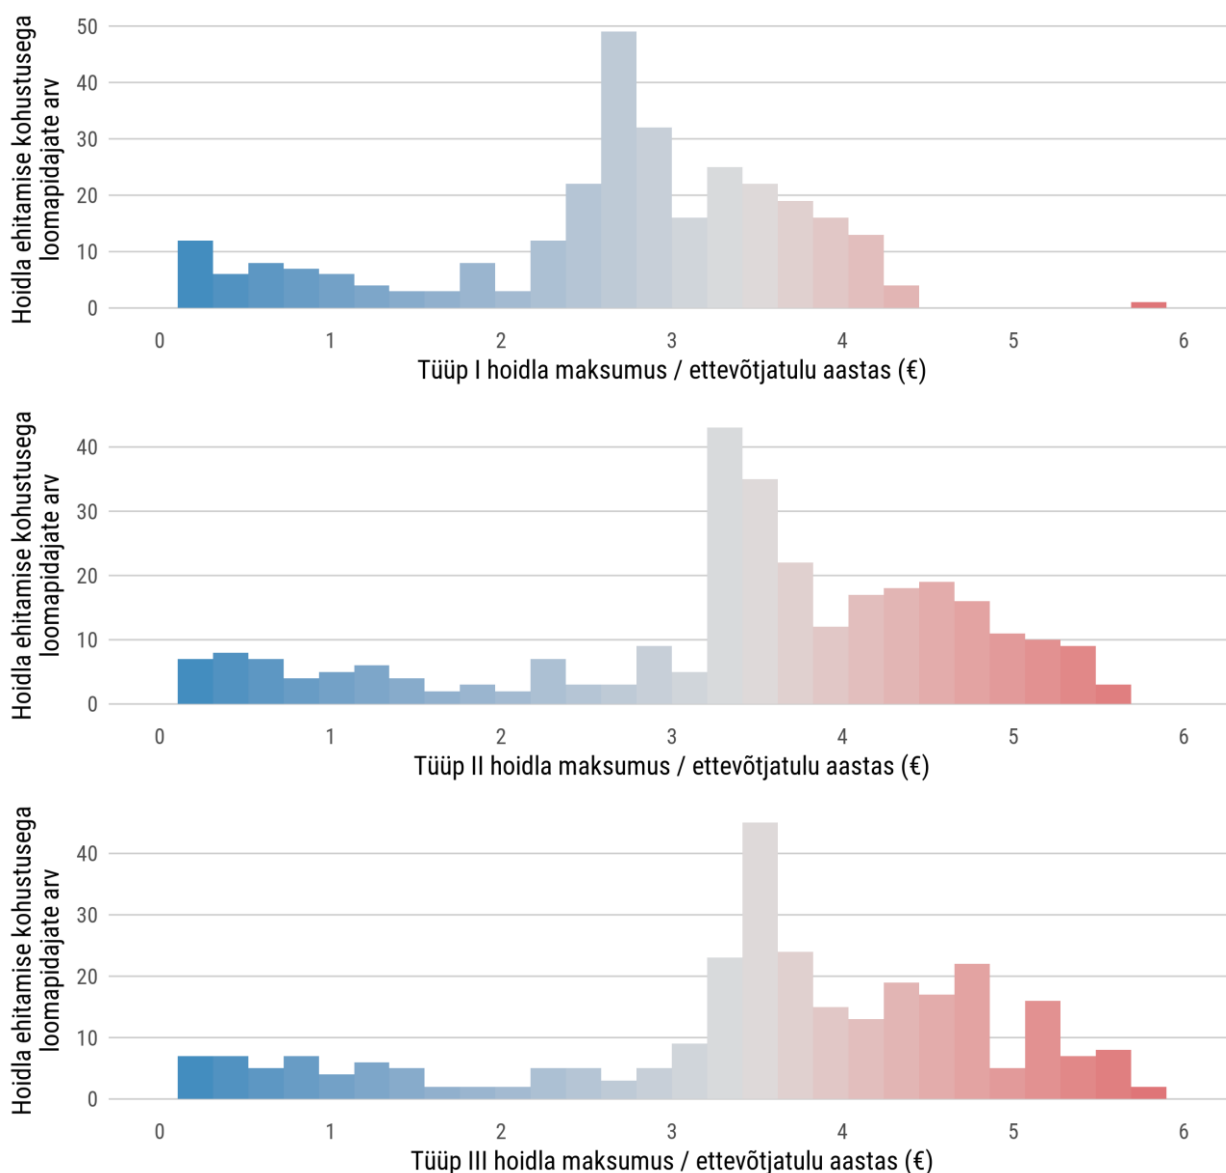 Hoidla ehitamise kohustusega
loomapidajate arv
50
40
30
20
10
0
0 1 2 3 4 5 6
Tüüp I hoidla maksumus / ettevõtjatulu aastas (€)
Hoidla ehitamise kohustusega
loomapidajate arv
40
30
20
10
0
0 1 2 3 4 5 6
Tüüp II hoidla maksumus / ettevõtjatulu aastas (€)
Hoidla ehitamise kohustusega
loomapidajate arv
40
30
20
10
0
0 1 2 3 4 5 6
Tüüp III hoidla maksumus / ettevõtjatulu aastas (€)